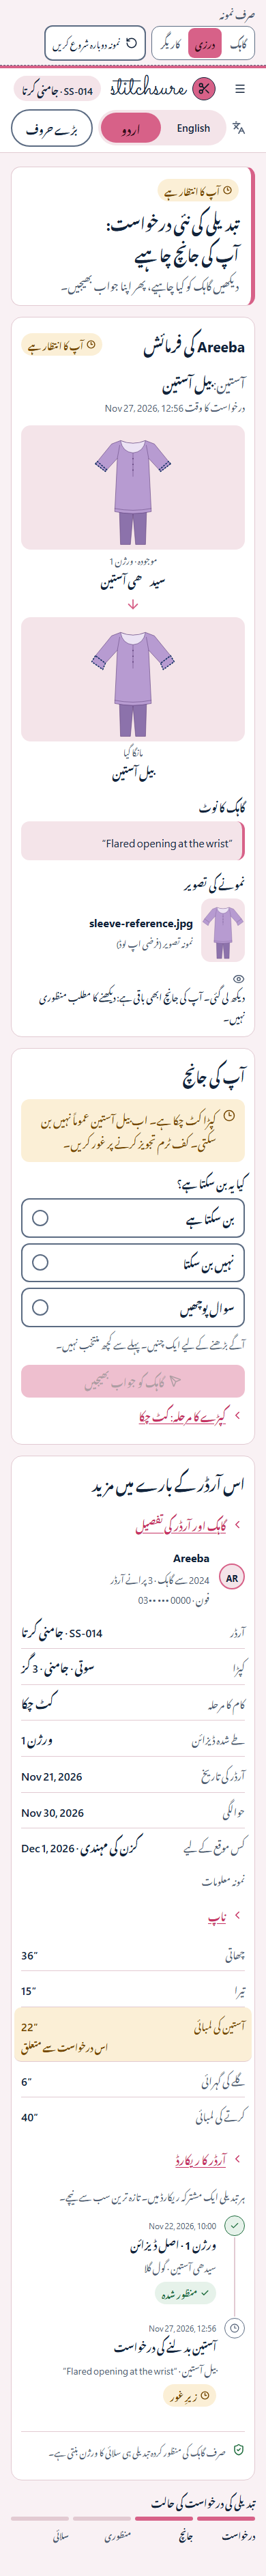 صرف نمونہ
گاہک
درزی
کاریگر
نمونہ دوبارہ شروع کریں
stitchsure
SS-014 · جامنی کرتا
English
اردو
بڑے حروف
آپ کا انتظار ہے
تبدیلی کی نئی درخواست:
آپ کی جانچ چاہیے
دیکھیں گاہک کو کیا چاہیے، پھر اپنا جواب بھیجیں۔
Areeba کی فرمائش
آپ کا انتظار ہے
آستین: بیل آستین
درخواست کا وقت Nov 27, 2026, 12:56
موجودہ · ورژن 1
سیدھی آستین
مانگا گیا
بیل آستین
گاہک کا نوٹ
"Flared opening at the wrist"
نمونے کی تصویر
sleeve-reference.jpg
نمونہ تصویر (فرضی اپ لوڈ)
دیکھ لی گئی۔ آپ کی جانچ ابھی باقی ہے: دیکھنے کا مطلب منظوری
نہیں۔
آپ کی جانچ
کپڑا کٹ چکا ہے۔ اب بیل آستین عموماً نہیں بن
سکتی۔ کف ٹرم تجویز کرنے پر غور کریں۔
کیا یہ بن سکتا ہے؟
بن سکتا ہے
نہیں بن سکتا
سوال پوچھیں
آگے بڑھنے کے لیے ایک چنیں۔ پہلے سے کچھ منتخب نہیں۔
گاہک کو جواب بھیجیں
کپڑے کا مرحلہ: کٹ چکا
اس آرڈر کے بارے میں مزید
گاہک اور آرڈر کی تفصیل
AR
Areeba
2024 سے گاہک · 3 پرانے آرڈر
فون · 03•• ••• 0000
آرڈر
SS-014 · جامنی کرتا
کپڑا
سوتی · جامنی · 3 گز
کام کا مرحلہ
کٹ چکا
طے شدہ ڈیزائن
ورژن 1
آرڈر کی تاریخ
Nov 21, 2026
حوالگی
Nov 30, 2026
کس موقع کے لیے
کزن کی مہندی · Dec 1, 2026
نمونہ معلومات
ناپ
چھاتی
36″
تیرا
15″
آستین کی لمبائی
22″
اس درخواست سے متعلق
گلے کی گہرائی
6″
کرتے کی لمبائی
40″
آرڈر کا ریکارڈ
ہر تبدیلی ایک مشترکہ ریکارڈ میں۔ تازہ ترین سب سے نیچے۔
Nov 22, 2026, 10:00
ورژن 1 · اصل ڈیزائن
سیدھی آستین · گول گلا
منظور شدہ
Nov 27, 2026, 12:56
آستین بدلنے کی درخواست
بیل آستین · "Flared opening at the wrist"
زیرِ غور
صرف گاہک کی منظور کردہ تبدیلی ہی سلائی کا ورژن بنتی ہے۔
تبدیلی کی درخواست کی حالت
درخواست
جانچ
منظوری
سلائی